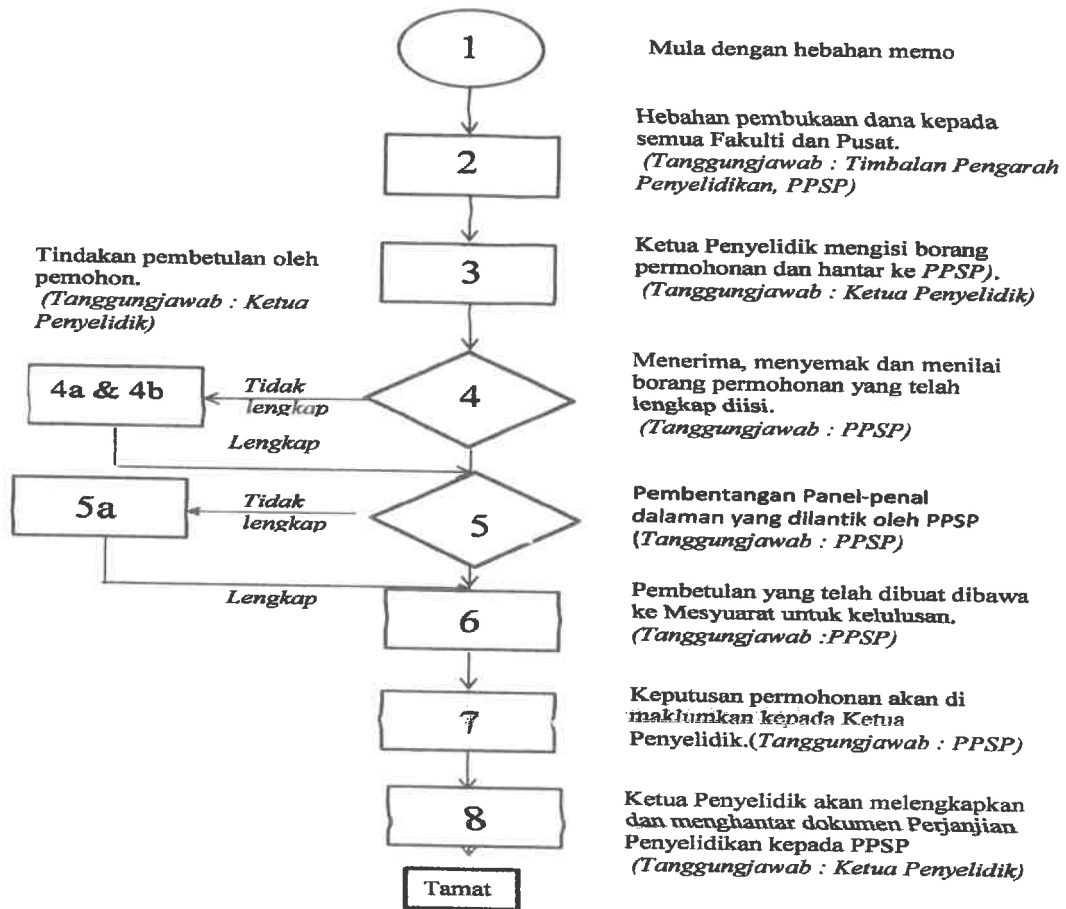 1
Mula dengan hebahan memo
2
Hebahan pembukaan dana kepada
semua Fakulti dan Pusat.
(Tanggungjawab : Timbalan Pengarah
Penyelidikan, PPSP)
3
Ketua Penyelidik mengisi borang
permohonan dan hantar ke PPSP).
(Tanggungjawab : Ketua Penyelidik)
Tindakan pembetulan oleh
pemohon.
(Tanggungjawab : Ketua
Penyelidik)
4a & 4b
Tidak
lengkap
Lengkap
4
Menerima, menyemak dan menilai
borang permohonan yang telah
lengkap diisi.
(Tanggungjawab : PPSP)
5a
Tidak
lengkap
Lengkap
5
Pembentangan Panel-penal
dalaman yang dilantik oleh PPSP
(Tanggungjawab : PPSP)
6
Pembetulan yang telah dibuat dibawa
ke Mesyuarat untuk kelulusan.
(Tanggungjawab :PPSP)
7
Keputusan permohonan akan di
maklumkan kepada Ketua
Penyelidik.(Tanggungjawab : PPSP)
8
Ketua Penyelidik akan melengkapkan
dan menghantar dokumen Perjanjian
Penyelidikan kepada PPSP
(Tanggungjawab : Ketua Penyelidik)
Tamat